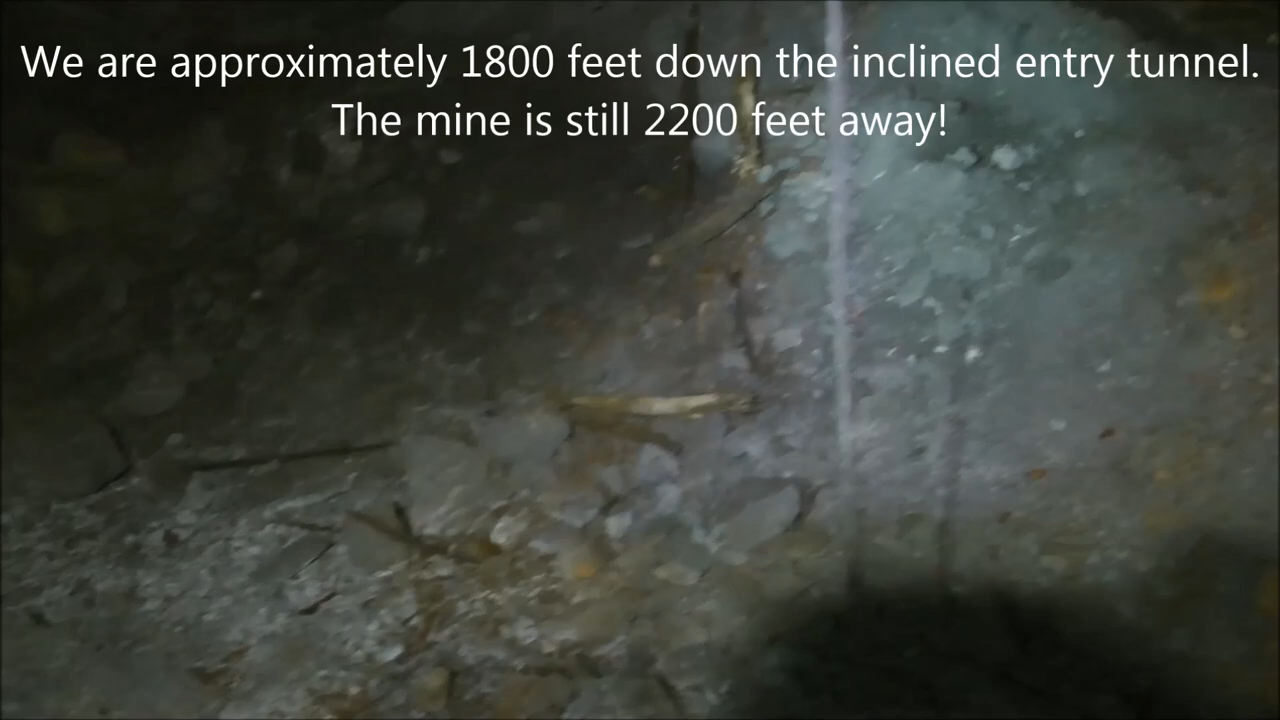 We are approximately 1800 feet down the inclined entry tunnel.
The mine is still 2200 feet away!